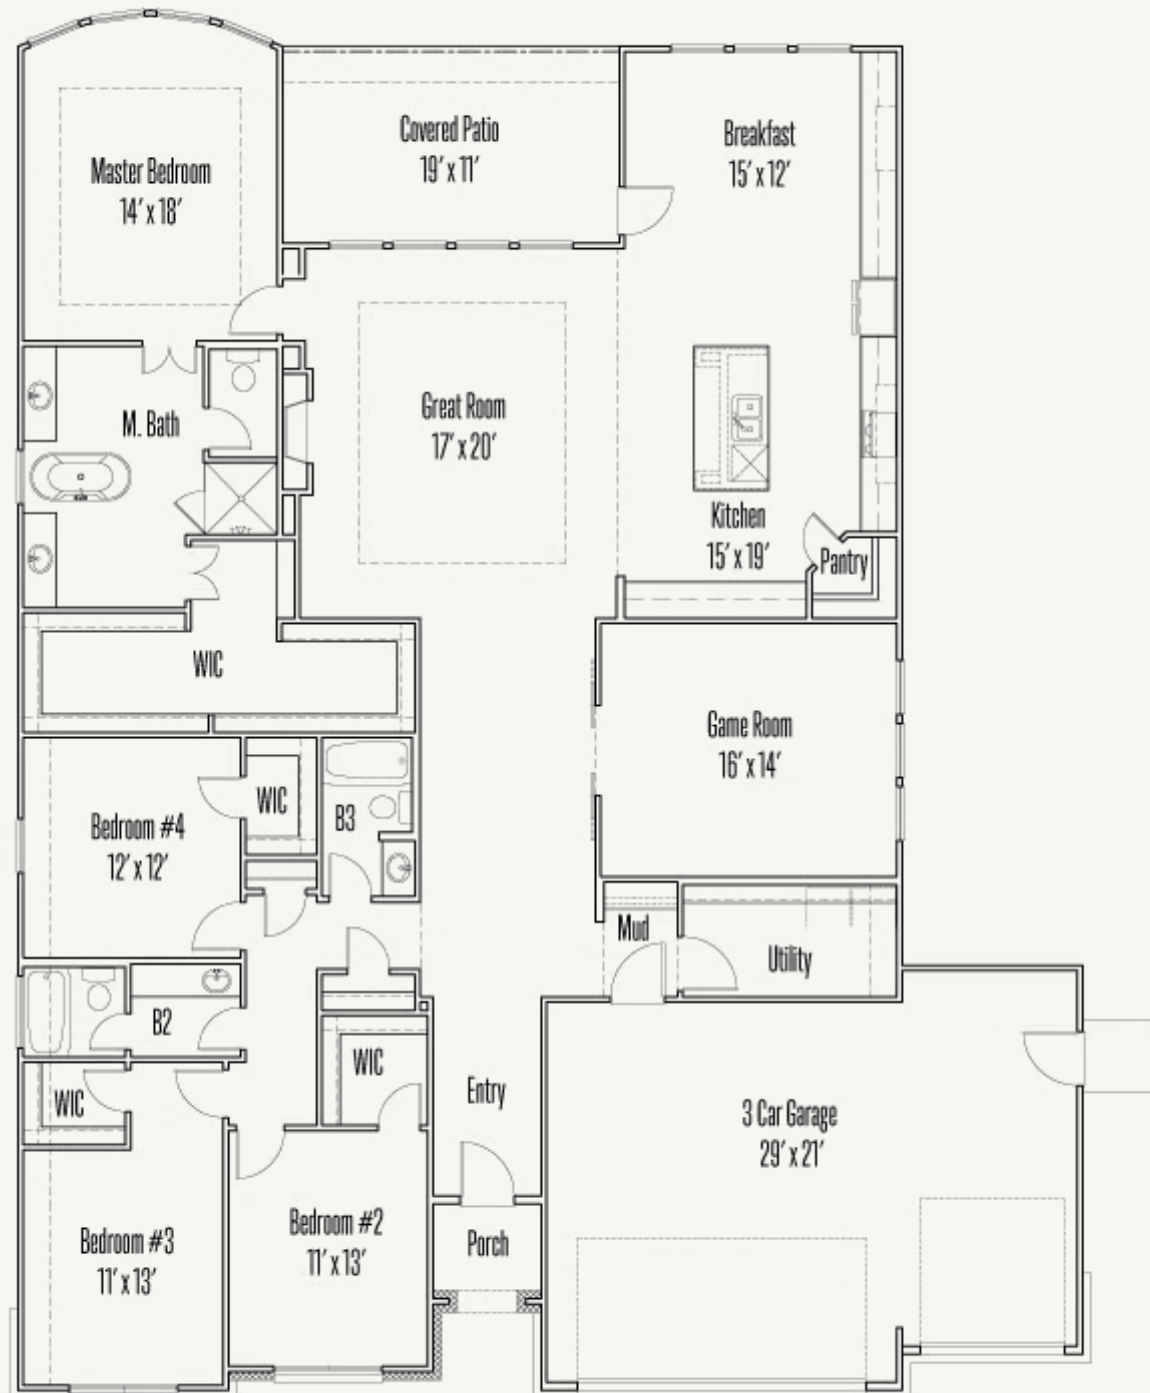 Master Bedroom
14' x 18'
Covered Patio
19' x 11'
Breakfast
15' x 12'
M. Bath
Great Room
17' x 20'
Kitchen
15' x 19'
Pantry
WIC
Game Room
16' x 14'
Bedroom #4
12' x 12'
WIC
B3
Mud
Utility
B2
WIC
WIC
Entry
3 Car Garage
29' x 21'
Bedroom #3
11' x 13'
Bedroom #2
11' x 13'
Porch